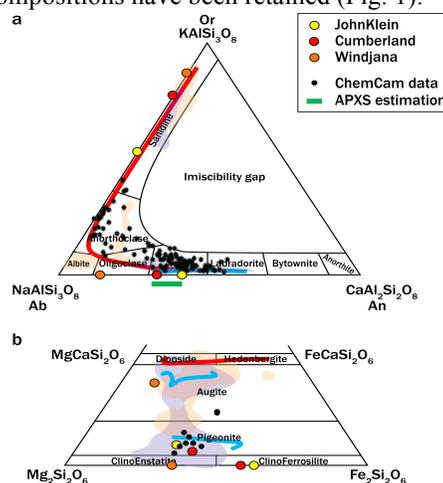 ompositions have been retained (Fig. 1).
a
Or
KAlSi3O8
JohnKlein
Cumberland
Windjana
ChemCam data
APXS estimation
Sanidine
Imiscibility gap
Anorthoclase
Albite
Oligoclase
Labradorite
Bytownite
Anorthite
NaAlSi3O8
Ab
CaAl2Si2O8
An
b
MgCaSi2O6
FeCaSi2O6
Diopside
Hedenbergite
Augite
Pigeonite
ClinoEnstatite
ClinoFerrosilite
Mg2Si2O6
Fe2Si2O6